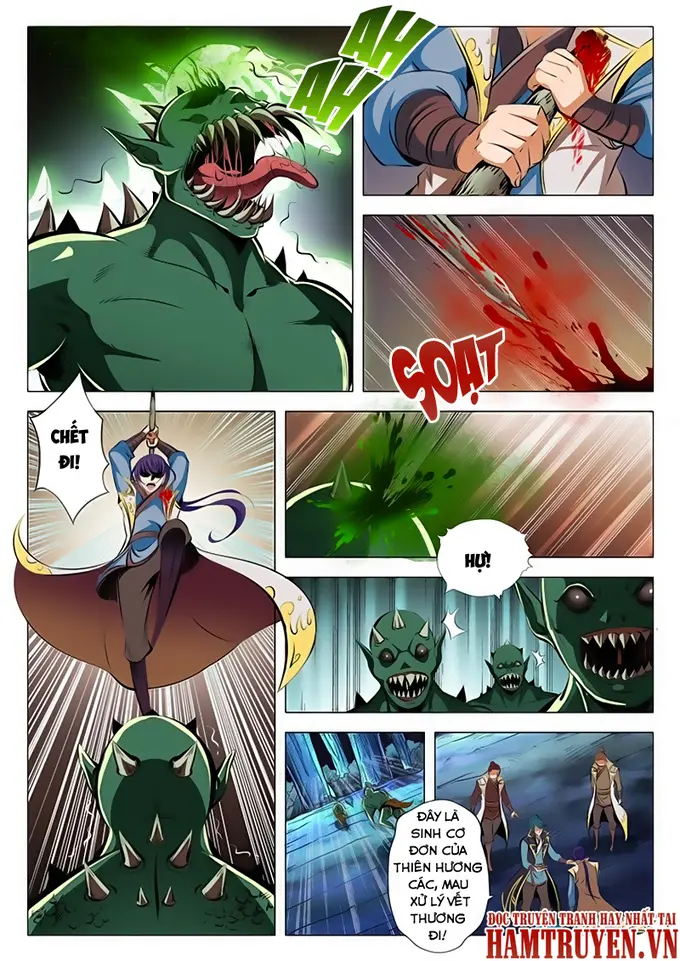 AH
AH
SOẠT
CHẾT
ĐI!
HỰ!
ĐÂY LÀ
SINH CƠ
ĐƠN CỦA
THIÊN HƯƠNG
CÁC, MAU
XỬ LÝ VẾT
THƯƠNG
ĐI!
ĐỌC TRUYỆN TRANH HAY NHẤT TẠI
HAMTRUYEN.VN